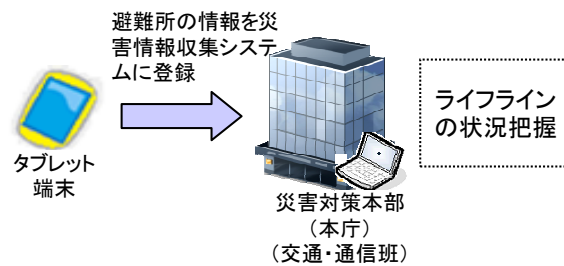 避難所の情報を災
害情報収集システ
ムに登録
タブレット
端末
災害対策本部
（本庁）
（交通・通信班）
ライフライン
の状況把握